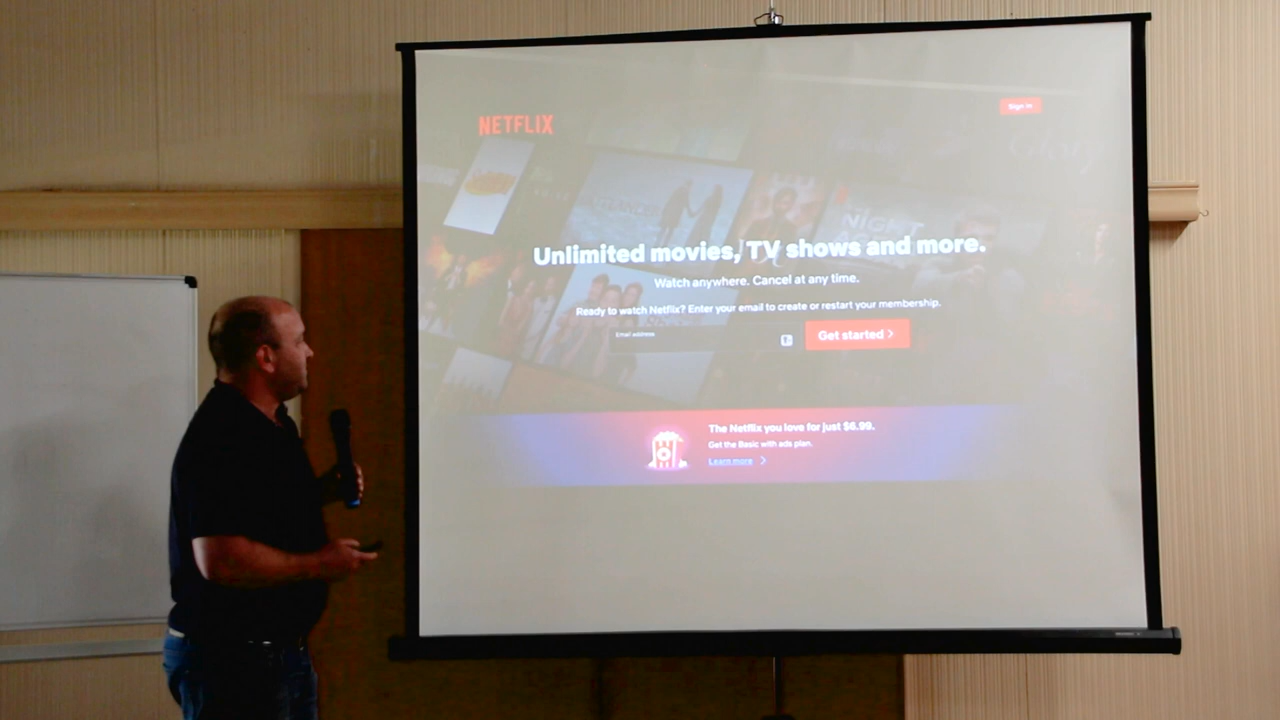 Sign in
NETFLIX
NIGHT
Unlimited movies, TV shows and more.
Watch anywhere. Cancel at any time.
Ready to watch Netflix? Enter your email to create or restart your membership.
Email address
Get started >
The Netflix you love for just $6.99.
Get the Basic with ads plan.
Learn more >